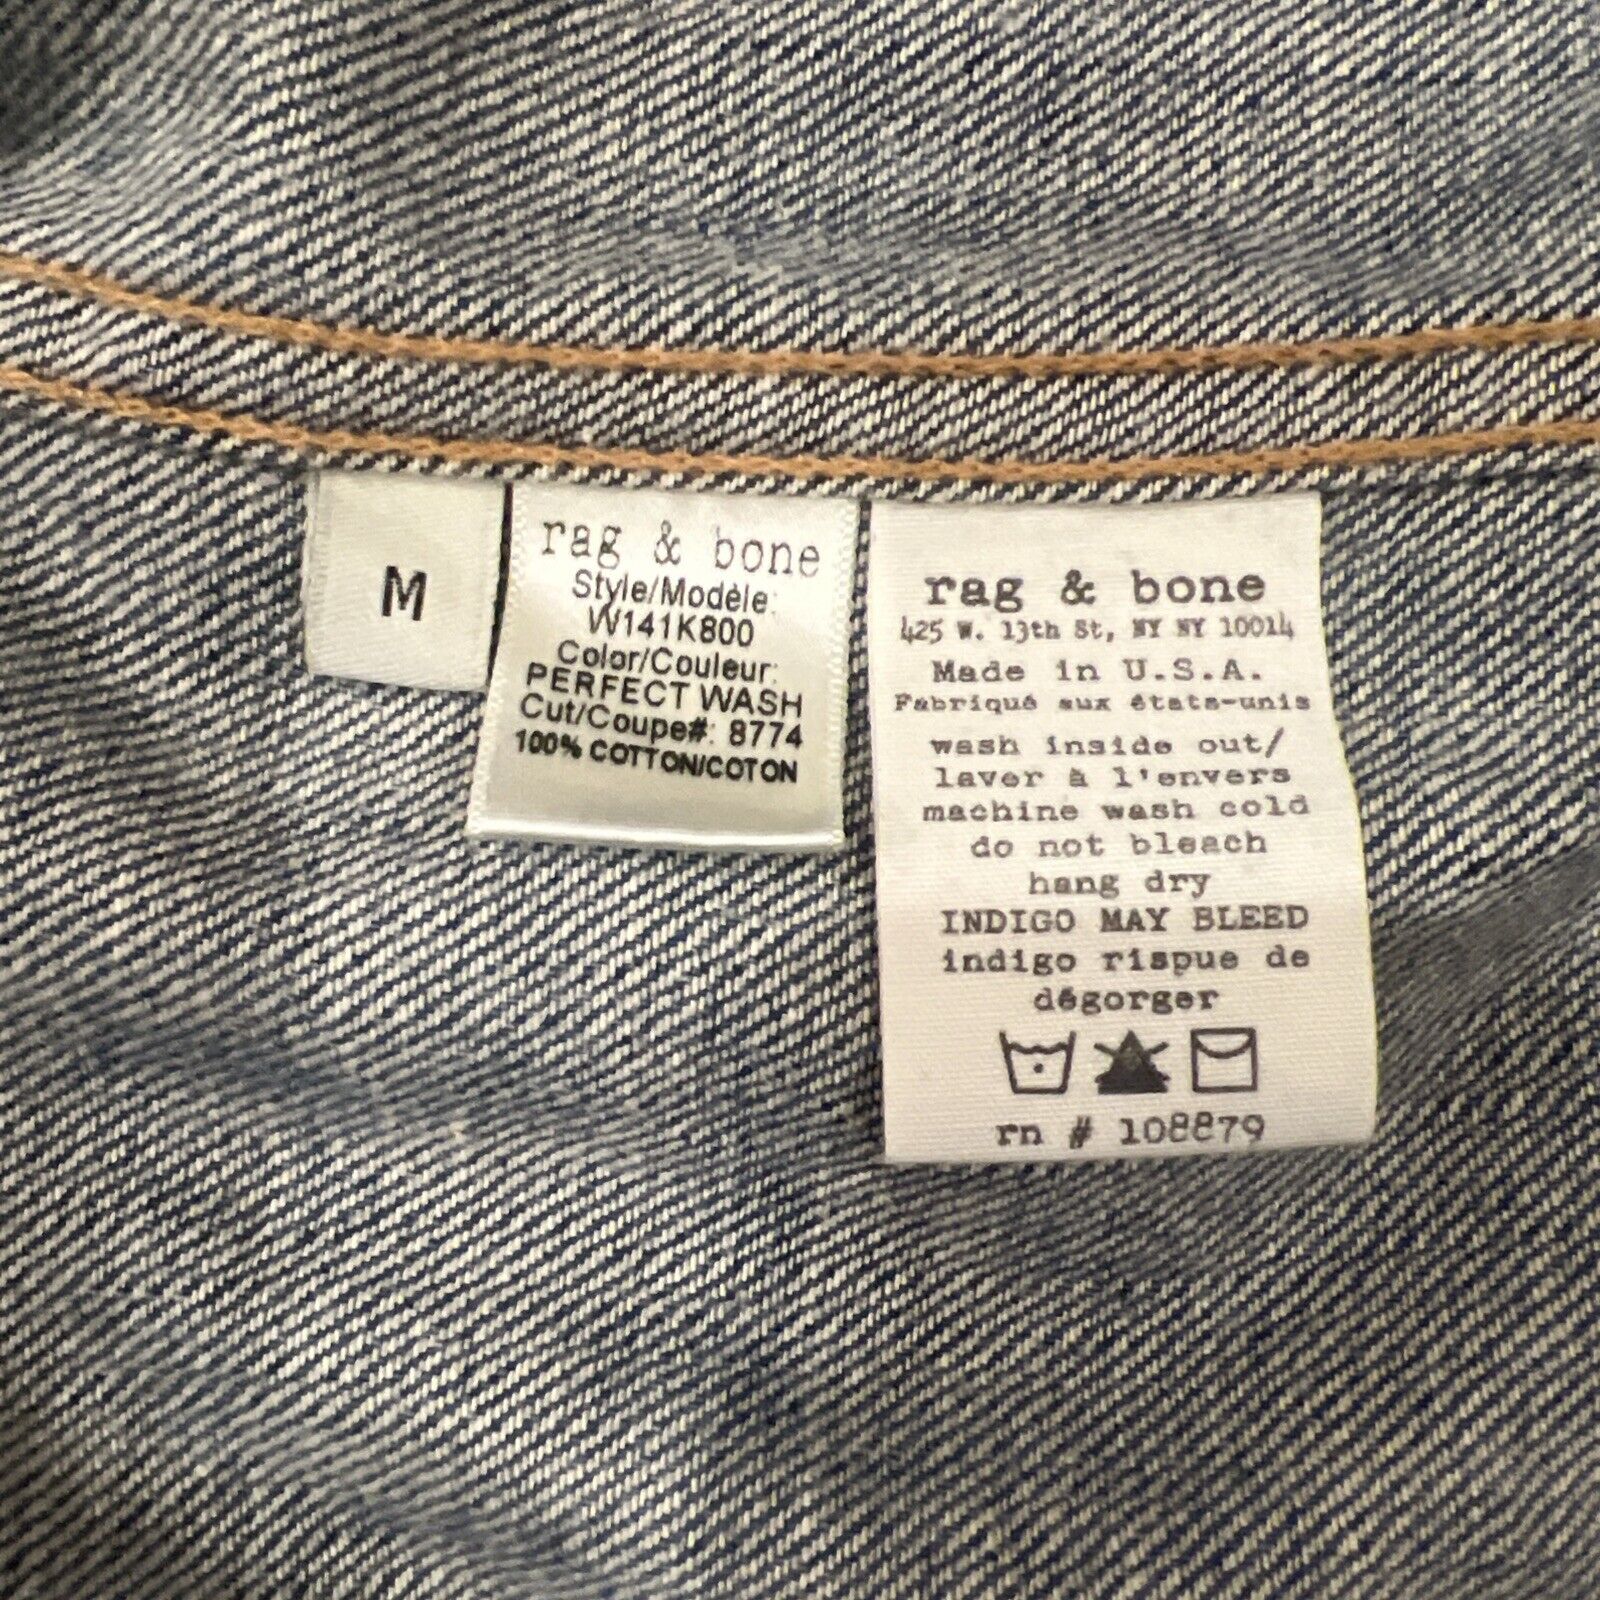 M
rag & bone
Style/Modèle:
W141K800
Color/Couleur:
PERFECT WASH
Cut/Coupe#: 8774
100% COTTON/COTON
rag & bone
425 W. 13th St, NY NY 10014
Made in U.S.A.
Fabriqué aux états-unis
wash inside out/
laver à l'envers
machine wash cold
do not bleach
hang dry
INDIGO MAY BLEED
indigo rispue de
dégorger
rn # 108879